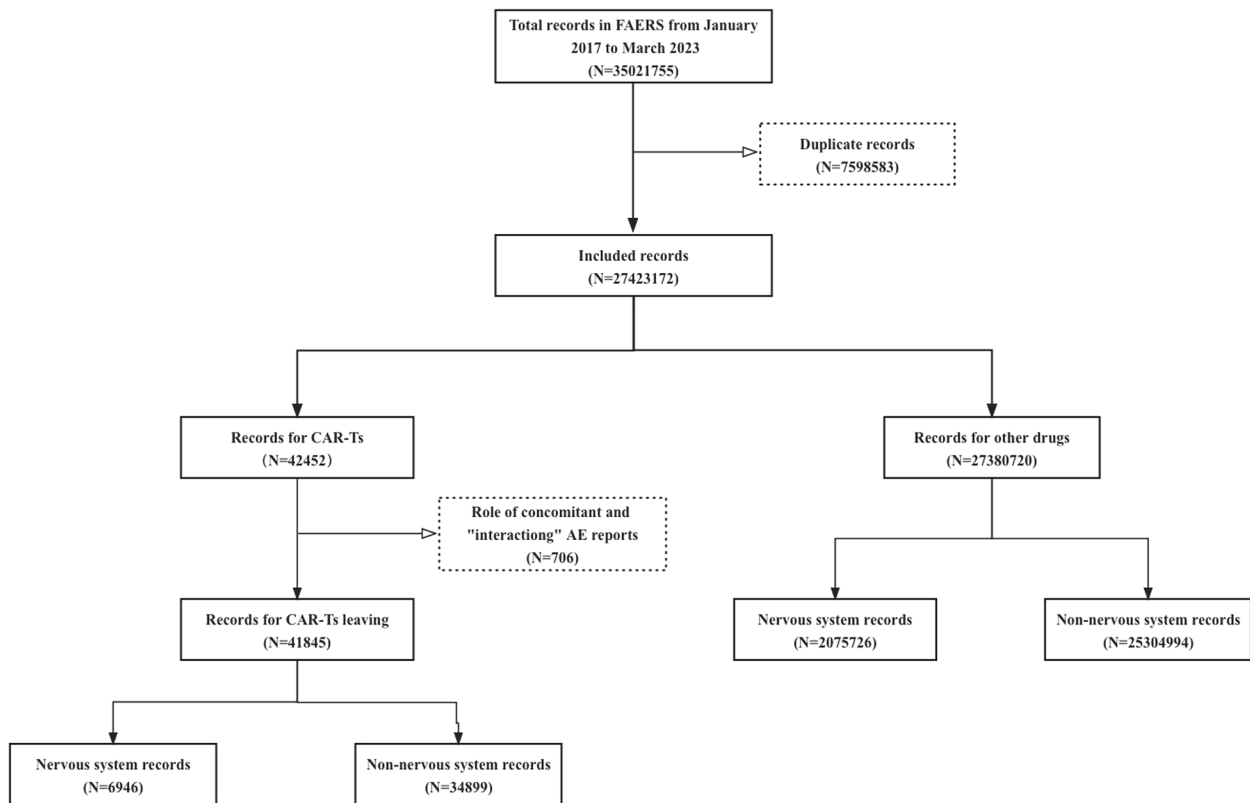 Total records in FAERS from January
2017 to March 2023
(N=35021755)
Duplicate records
(N=7598583)
Included records
N=27423172)
Records for CAR-Ts
（N=42452）
Records for other drugs
(N=27380720)
Role of concomitant and
"interactiong" AE reports
(N=706)
Records for CAR-Ts leaving
(N=41845)
Nervous system records
(N=2075726)
Non-nervous system records
(N=25304994)
Nervous system records
(N=6946)
Non-nervous system records
(N=34899)